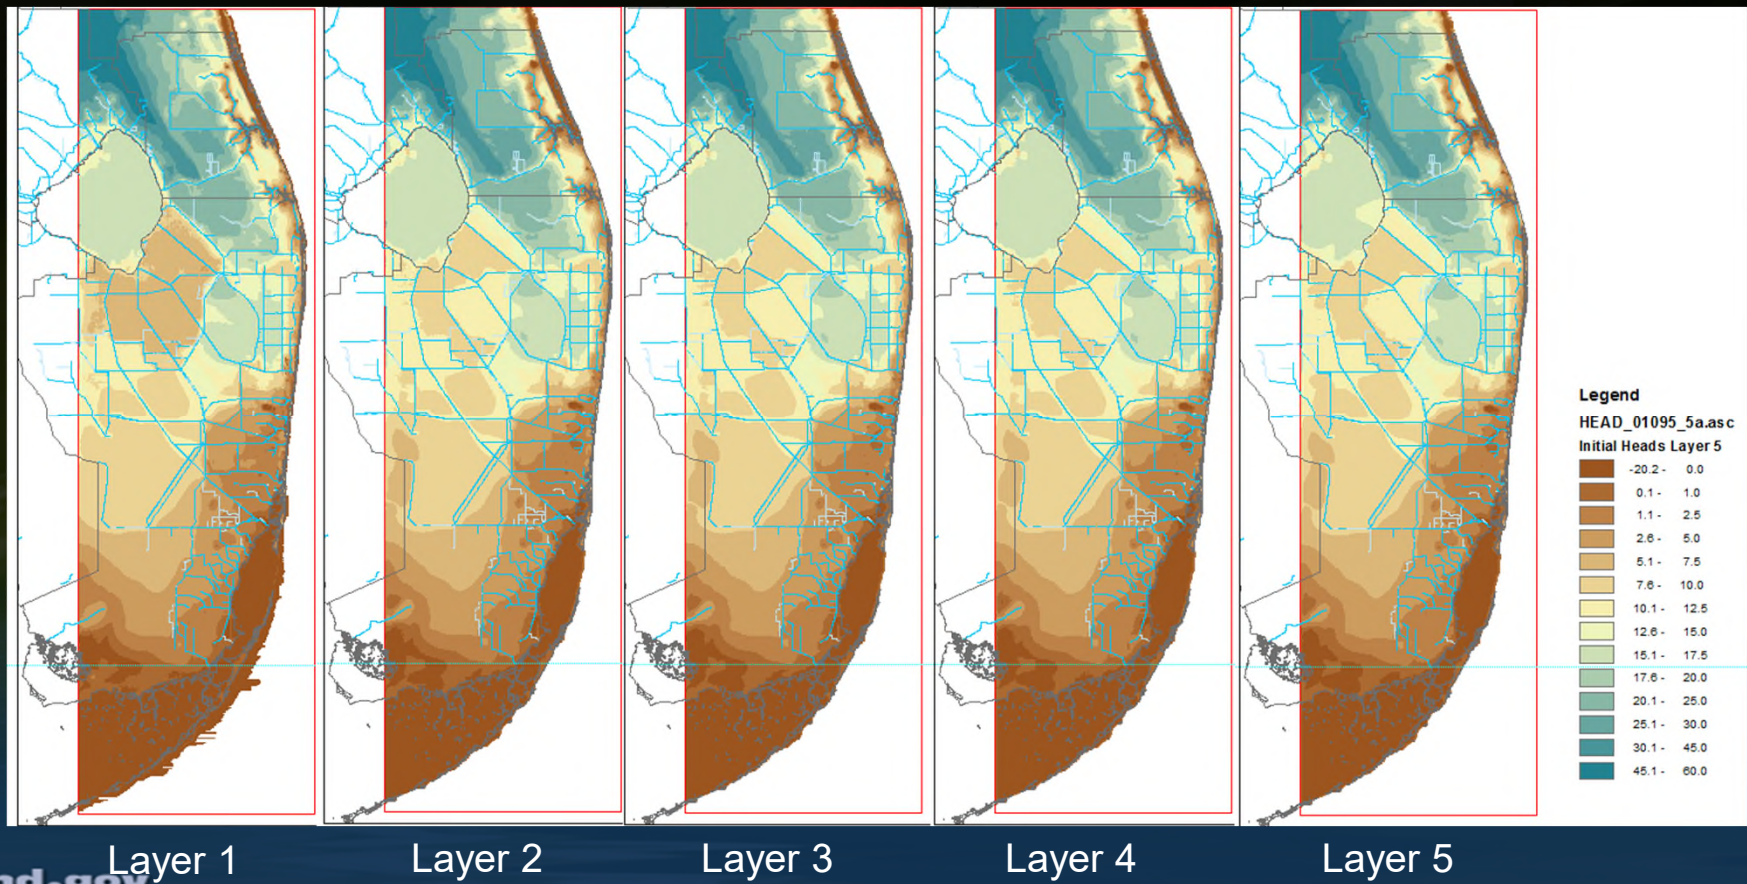 Legend
HEAD_01095_5a.asc
Initial Heads Layer 5
-20.2 - 0.0
0.1 - 1.0
1.1 - 2.5
2.6 - 5.0
5.1 - 7.5
7.6 - 10.0
10.1 - 12.5
12.6 - 15.0
15.1 - 17.5
17.6 - 20.0
20.1 - 25.0
25.1 - 30.0
30.1 - 45.0
45.1 - 60.0
Layer 1
Layer 2
Layer 3
Layer 4
Layer 5